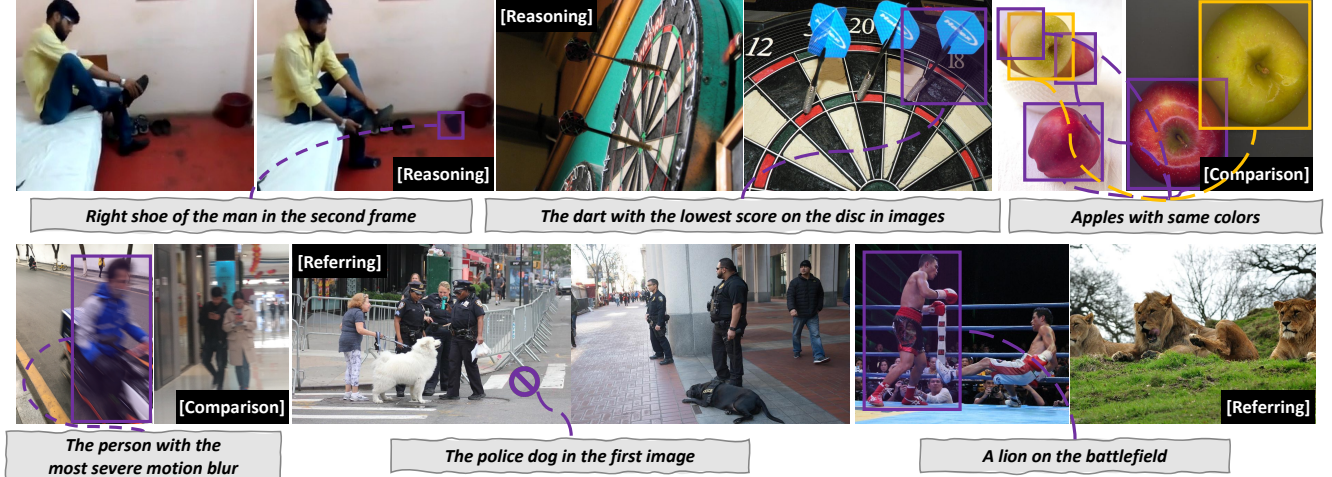 [Reasoning]
[Reasoning]
12
5
20
18
[Comparison]
Right shoe of the man in the second frame
The dart with the lowest score on the disc in images
Apples with same colors
[Referring]
[Comparison]
[Referring]
The person with the
most severe motion blur
The police dog in the first image
A lion on the battlefield